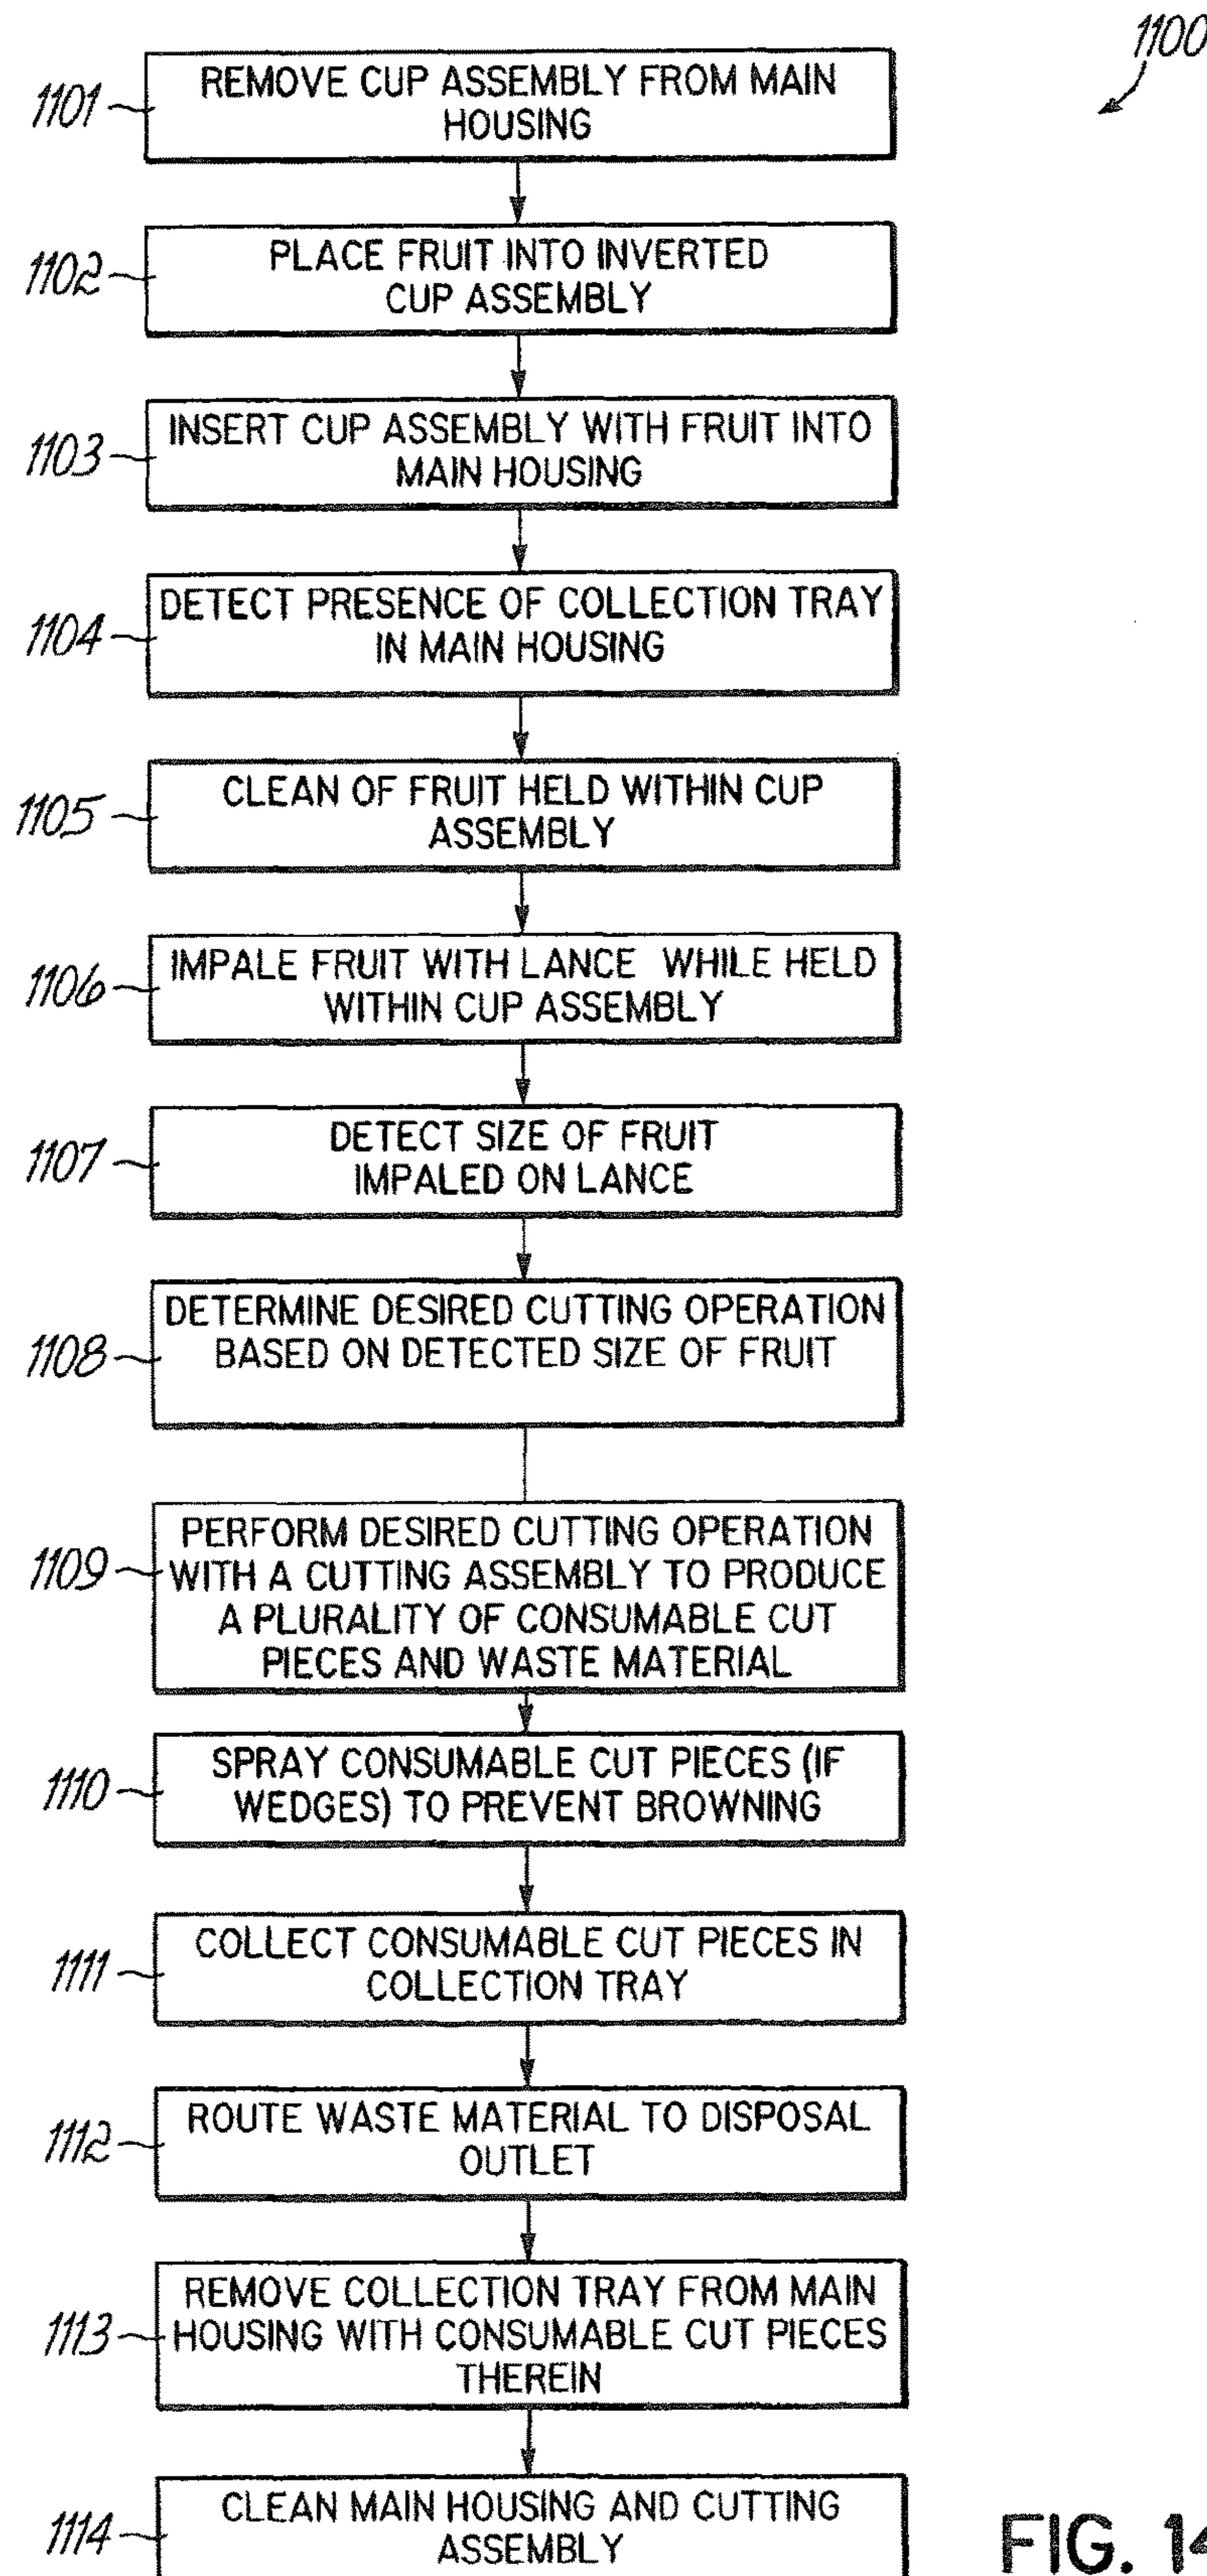 1100
1101
REMOVE CUP ASSEMBLY FROM MAIN
HOUSING
1102
PLACE FRUIT INTO INVERTED
CUP ASSEMBLY
1103
INSERT CUP ASSEMBLY WITH FRUIT INTO
MAIN HOUSING
1104
DETECT PRESENCE OF COLLECTION TRAY
IN MAIN HOUSING
1105
CLEAN OF FRUIT HELD WITHIN CUP
ASSEMBLY
1106
IMPALE FRUIT WITH LANCE WHILE HELD
WITHIN CUP ASSEMBLY
1107
DETECT SIZE OF FRUIT
IMPALED ON LANCE
1108
DETERMINE DESIRED CUTTING OPERATION
BASED ON DETECTED SIZE OF FRUIT
1109
PERFORM DESIRED CUTTING OPERATION
WITH A CUTTING ASSEMBLY TO PRODUCE
A PLURALITY OF CONSUMABLE CUT
PIECES AND WASTE MATERIAL
1110
SPRAY CONSUMABLE CUT PIECES (IF
WEDGES) TO PREVENT BROWNING
1111
COLLECT CONSUMABLE CUT PIECES IN
COLLECTION TRAY
1112
ROUTE WASTE MATERIAL TO DISPOSAL
OUTLET
1113
REMOVE COLLECTION TRAY FROM MAIN
HOUSING WITH CONSUMABLE CUT PIECES
THEREIN
1114
CLEAN MAIN HOUSING AND CUTTING
ASSEMBLY
FIG. 14